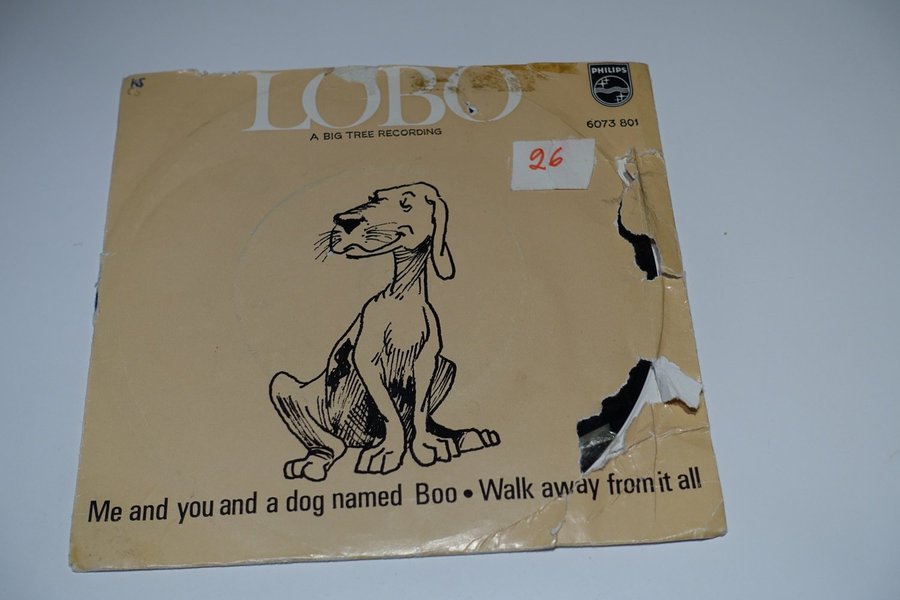 LOBO
PHILIPS
A BIG TREE RECORDING
6073 801
26
Me and you and a dog named Boo • Walk away from it all